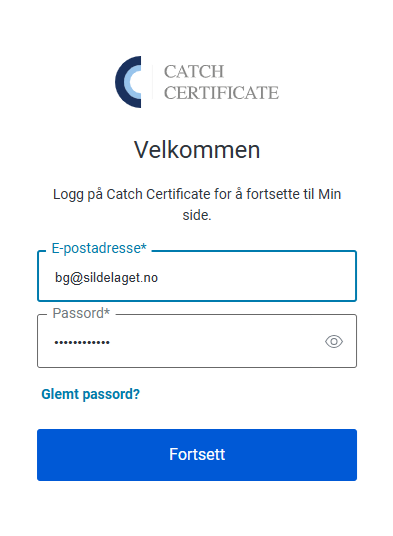 CATCH
CERTIFICATE
Velkommen
Logg på Catch Certificate for å fortsette til Min
side.
E-postadresse*
bg@sildelaget.no
Passord*
••••••••••••
Glemt passord?
Fortsett